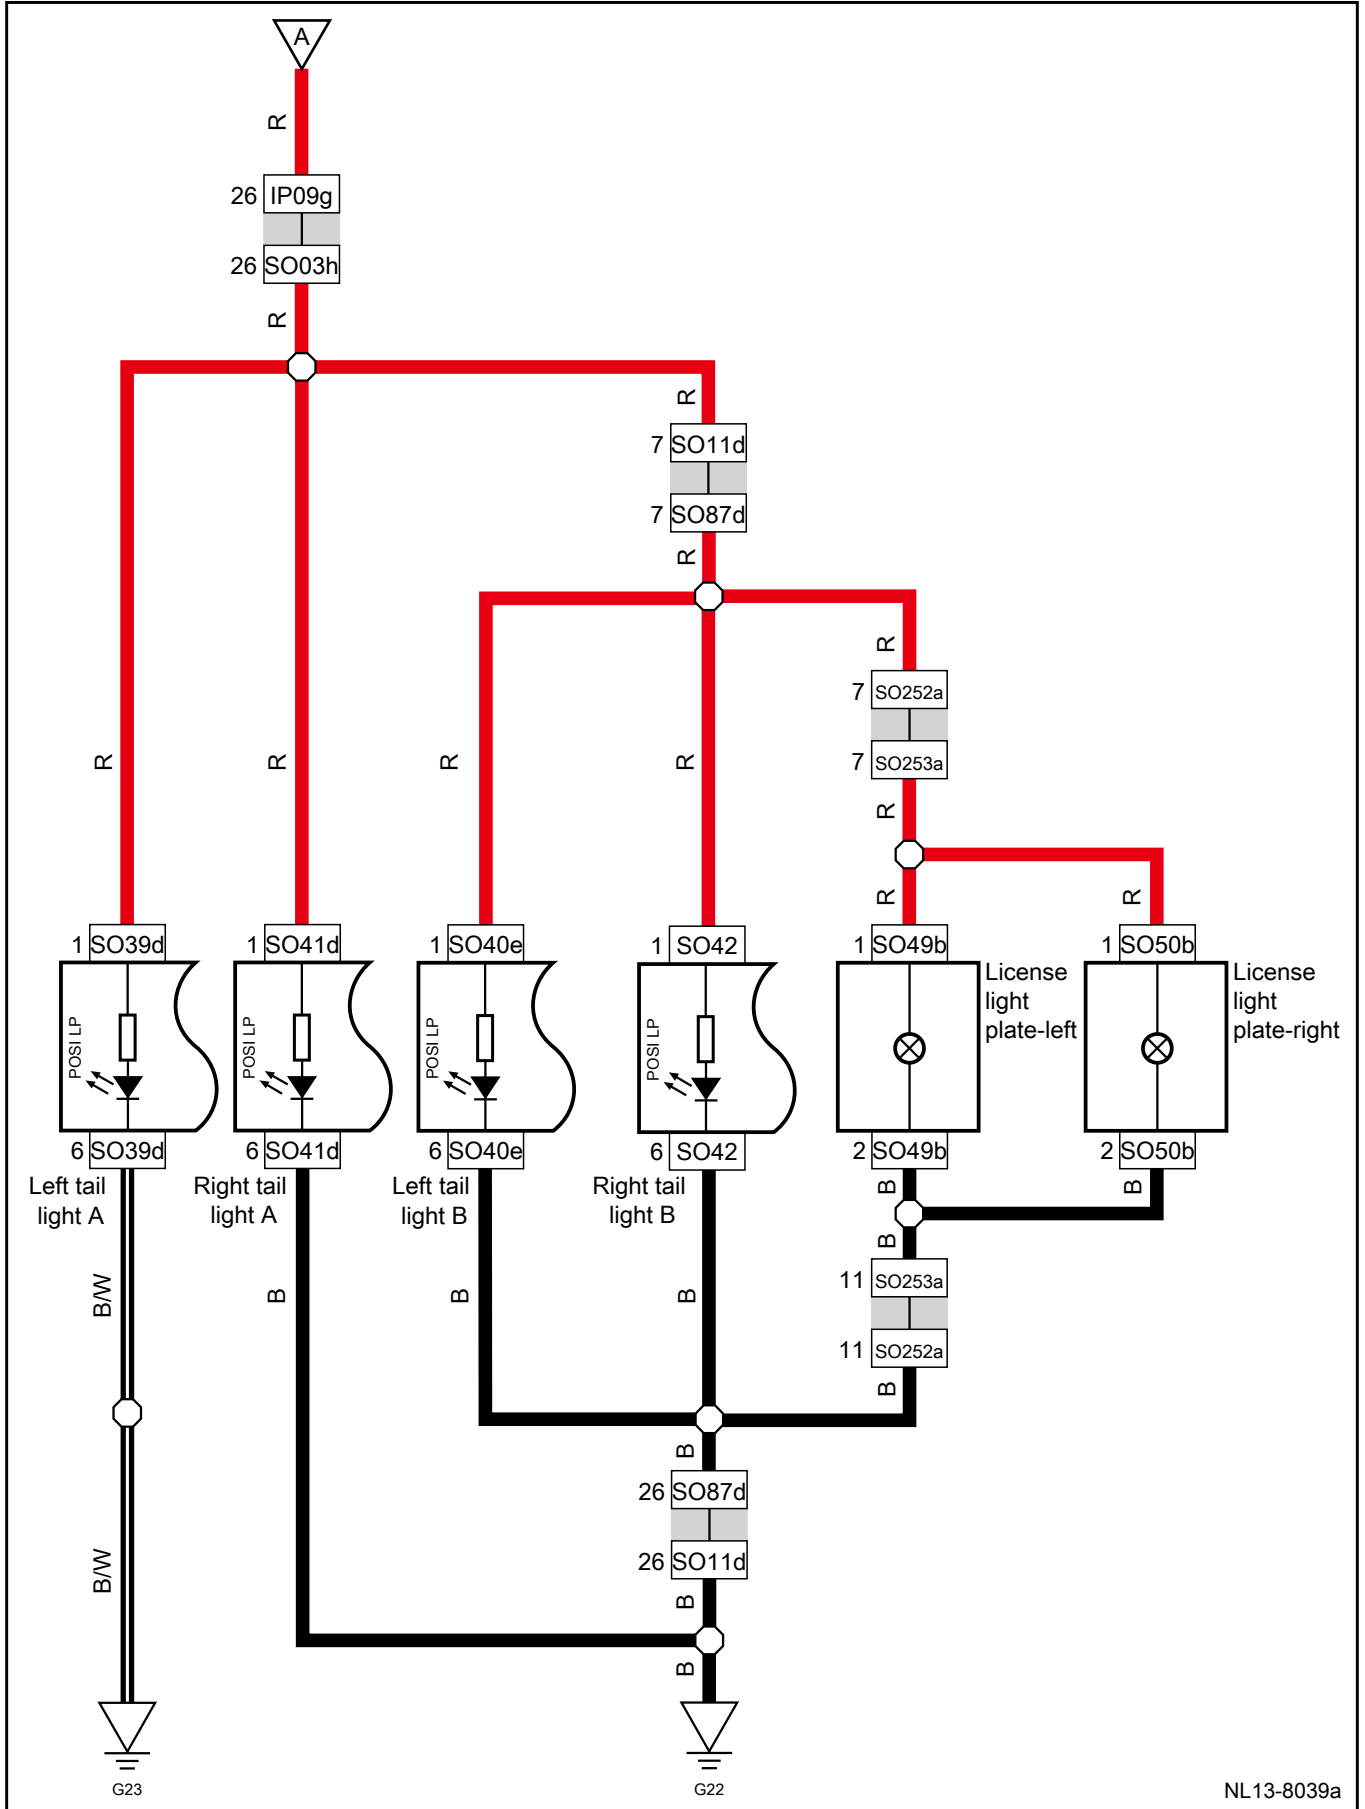 A
R
26 IP09g
26 SO03h
R
R
7 SO11d
7 SO87d
R
R
7 SO252a
R
R
R
R
7 SO253a
R
R
R
1 SO39d
1 SO41d
1 SO40e
1 SO42
1 SO49b
1 SO50b
License
light
plate-left
License
light
plate-right
POSI LP
POSI LP
POSI LP
POSI LP
6 SO39d
6 SO41d
6 SO40e
6 SO42
2 SO49b
2 SO50b
Left tail
light A
Right tail
light A
Left tail
light B
Right tail
light B
B
B
B
B/W
B
B
B
11 SO253a
11 SO252a
B
B
26 SO87d
26 SO11d
B/W
B
B
G23
G22
NL13-8039a